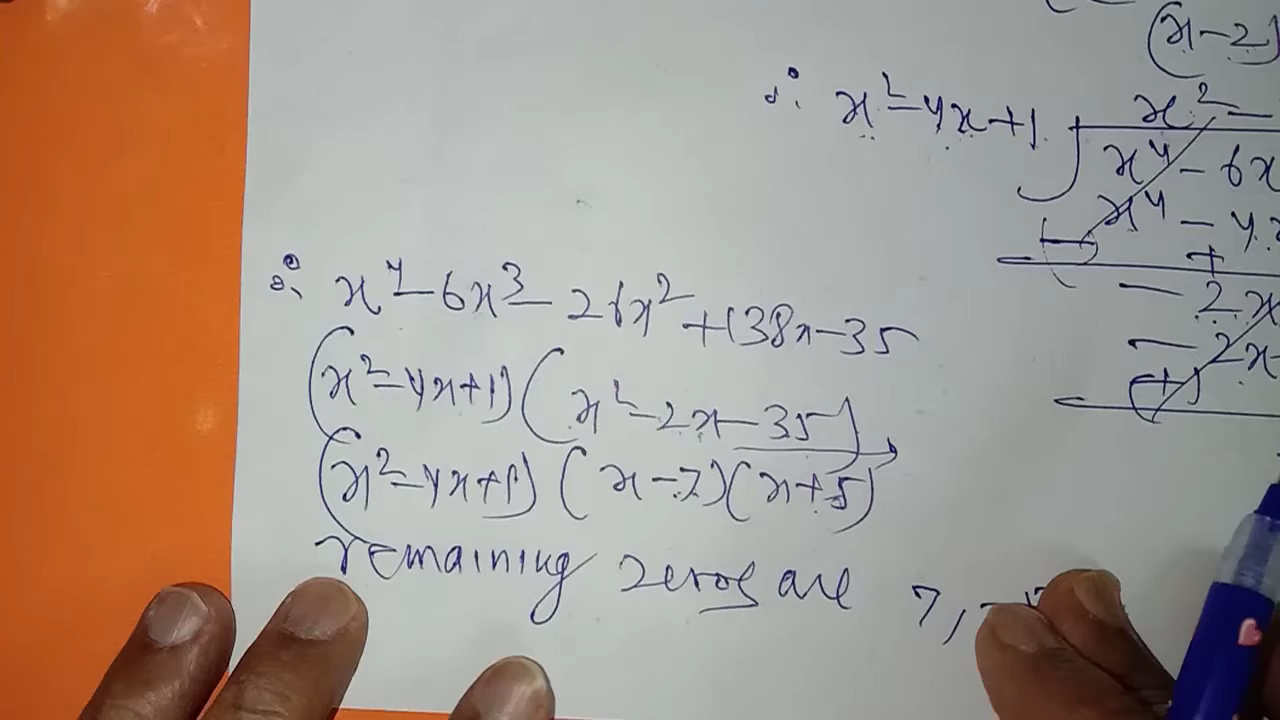 (x-2)
∴ x²-4x+1 ) x² -
x⁴ - 6x
x⁴ - 4x
- +
- 2x
- 2x
(+)
∴ x⁴-6x³-26x²+138x-35
(x²-4x+1)(x²-2x-35)
(x²-4x+1)(x-7)(x+5)
remaining zeros are 7, -